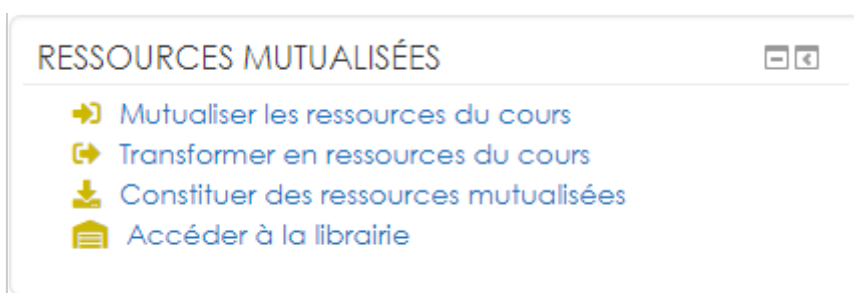 RESSOURCES MUTUALISÉES
Mutualiser les ressources du cours
Transformer en ressources du cours
Constituer des ressources mutualisées
Accéder à la librairie